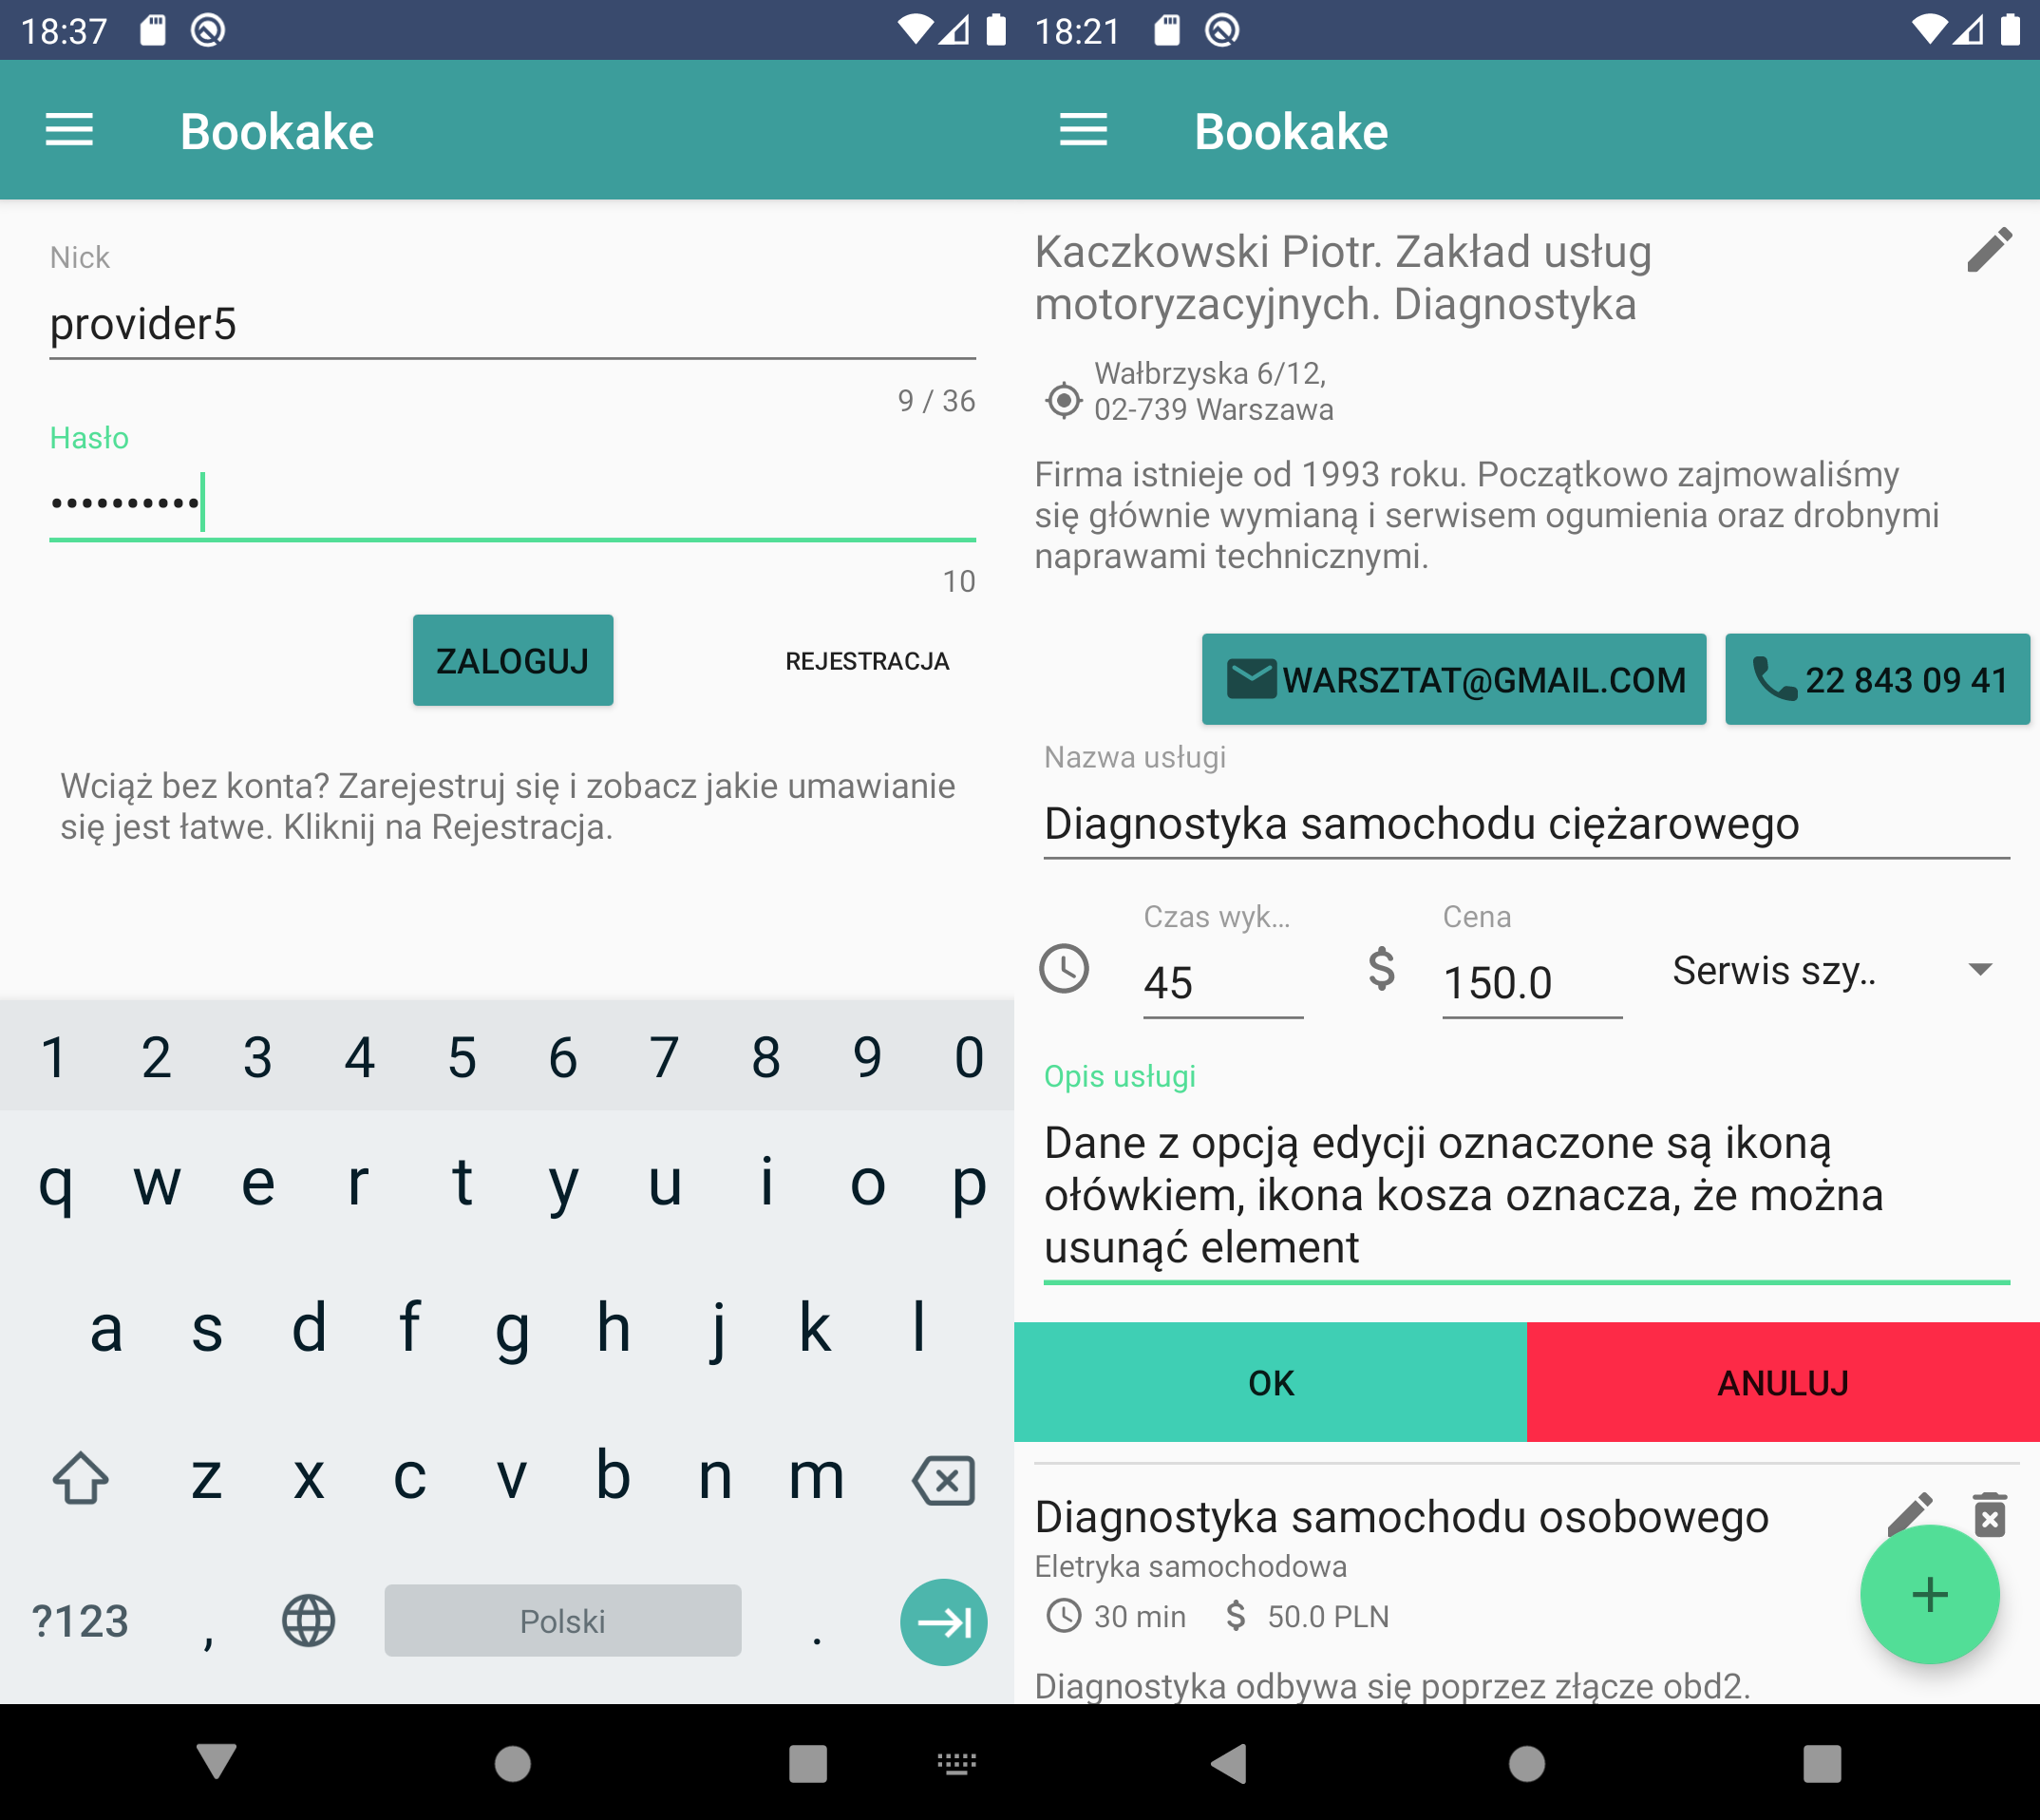 18:37
Bookake
Nick
provider5
9 / 36
Hasło
••••••••••
10
ZALOGUJ
REJESTRACJA
Wciąż bez konta? Zarejestruj się i zobacz jakie umawianie
się jest łatwe. Kliknij na Rejestracja.
1 2 3 4 5 6 7 8 9 0
q w e r t y u i o p
a s d f g h j k l
z x c v b n m
?123 , Polski .
18:21
Bookake
Kaczkowski Piotr. Zakład usług
motoryzacyjnych. Diagnostyka
Wałbrzyska 6/12,
02-739 Warszawa
Firma istnieje od 1993 roku. Początkowo zajmowaliśmy
się głównie wymianą i serwisem ogumienia oraz drobnymi
naprawami technicznymi.
WARSZTAT@GMAIL.COM
22 843 09 41
Nazwa usługi
Diagnostyka samochodu ciężarowego
Czas wyk...
45
$
Cena
150.0
Serwis szy..
Opis usługi
Dane z opcją edycji oznaczone są ikoną
ołówkiem, ikona kosza oznacza, że można
usunąć element
OK
ANULUJ
Diagnostyka samochodu osobowego
Eletryka samochodowa
30 min $ 50.0 PLN
+
Diagnostyka odbywa się poprzez złącze obd2.